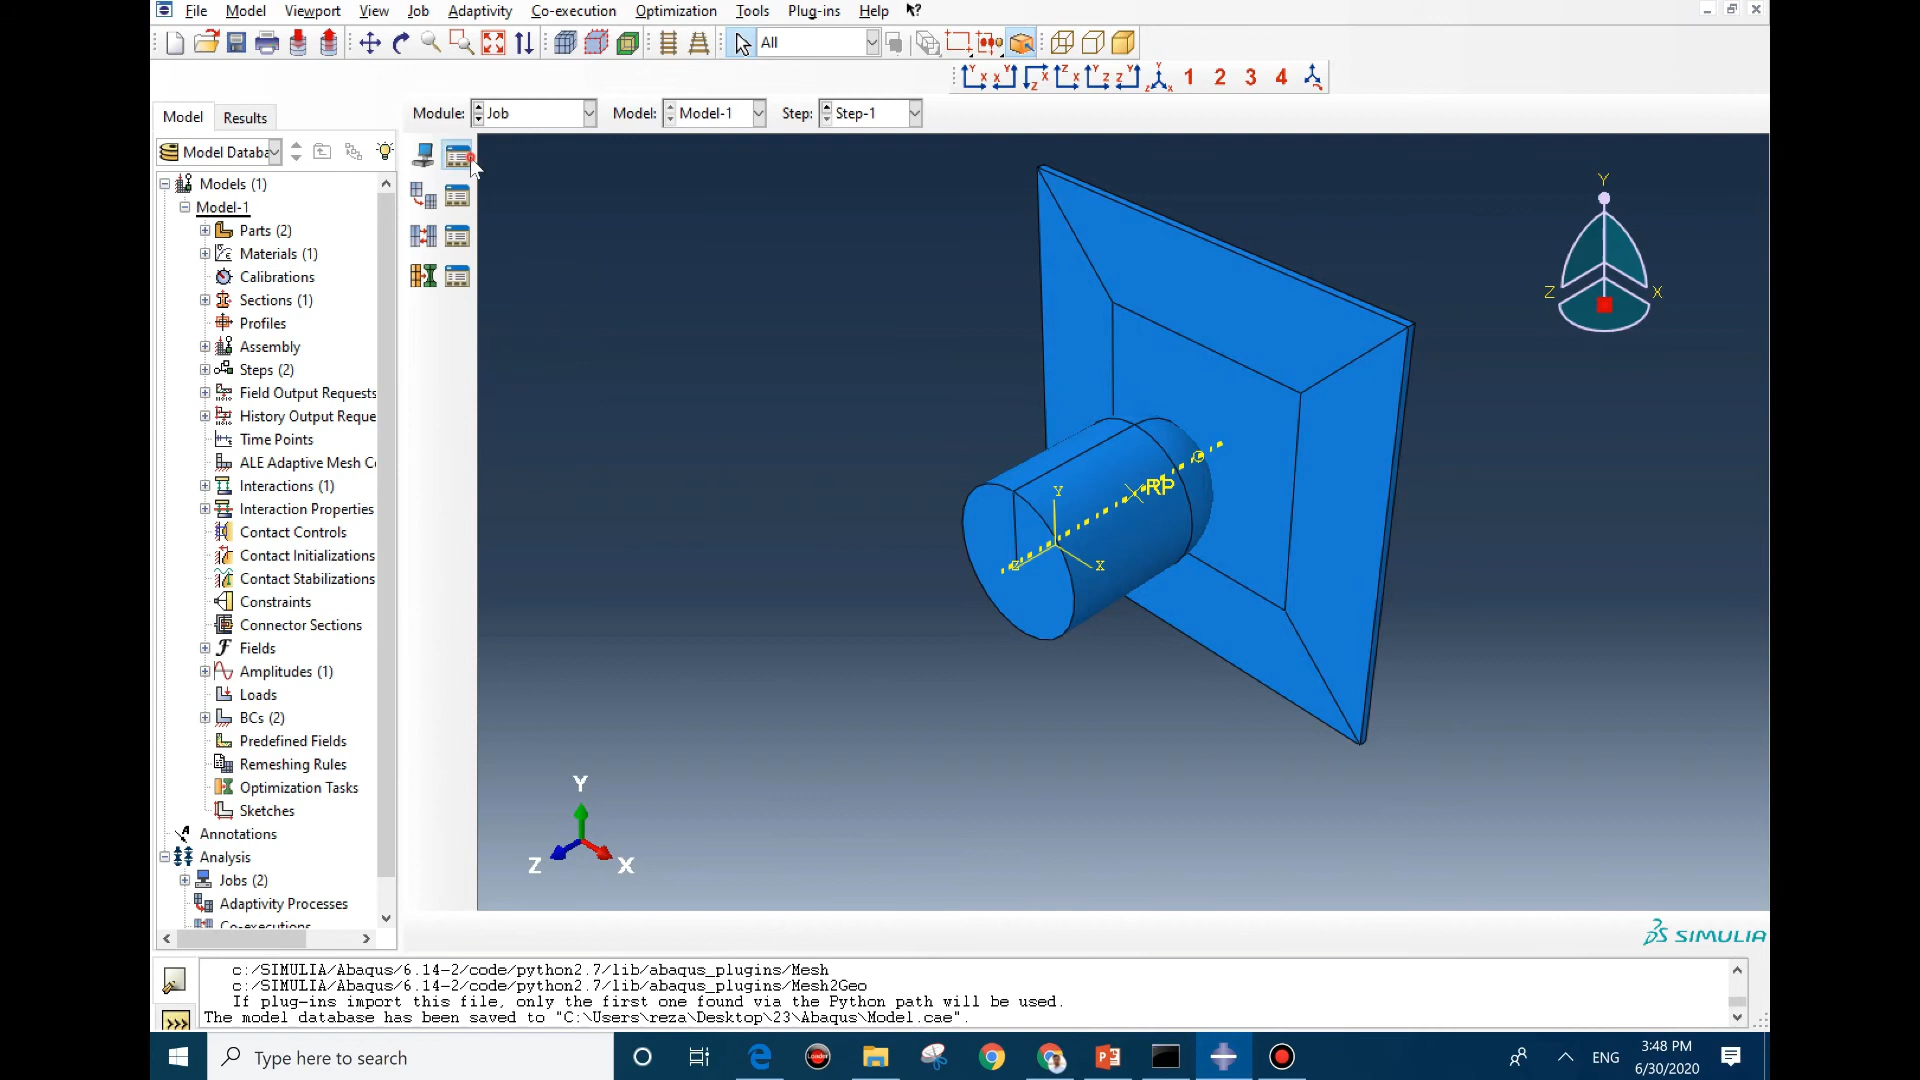 File Model Viewport View Job Adaptivity Co-execution Optimization Tools Plug-ins Help
All
1 2 3 4
Model Results
Module: Job Model: Model-1 Step: Step-1
Model Databa
Models (1)
Model-1
Parts (2)
Materials (1)
Calibrations
Sections (1)
Profiles
Assembly
Steps (2)
Field Output Requests
History Output Reque
Time Points
ALE Adaptive Mesh C
Interactions (1)
Interaction Properties
Contact Controls
Contact Initializations
Contact Stabilizations
Constraints
Connector Sections
Fields
Amplitudes (1)
Loads
BCs (2)
Predefined Fields
Remeshing Rules
Optimization Tasks
Sketches
Annotations
Analysis
Jobs (2)
Adaptivity Processes
Co-executions
Y
Z X
RP
Y
X
Z
Y
Z X
SIMULIA
c:/SIMULIA/Abaqus/6.14-2/code/python2.7/lib/abaqus_plugins/Mesh
c:/SIMULIA/Abaqus/6.14-2/code/python2.7/lib/abaqus_plugins/Mesh2Geo
If plug-ins import this file, only the first one found via the Python path will be used.
The model database has been saved to "C:\Users\reza\Desktop\23\Abaqus\Model.cae".
Type here to search
ENG
3:48 PM
6/30/2020